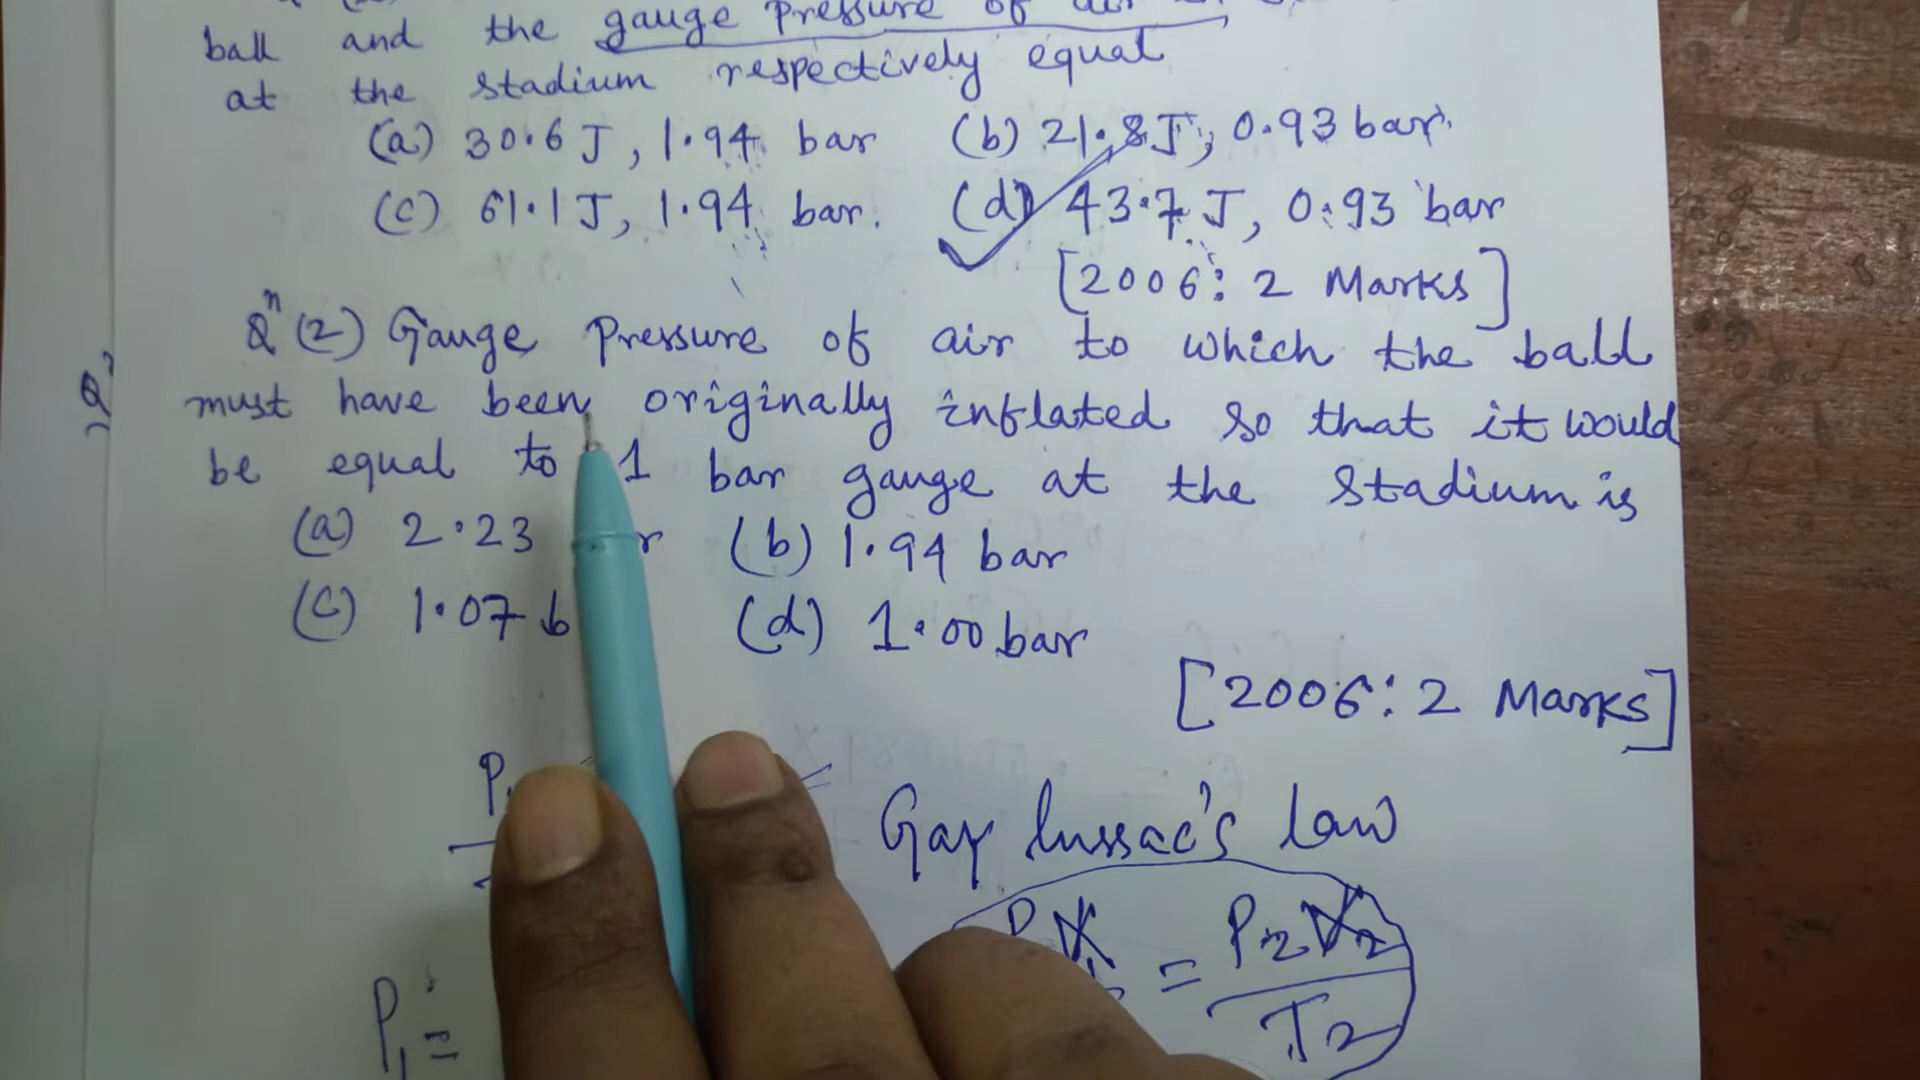 gauge pressure of air
ball and the
at the stadium respectively equal
(a) 30.6 J, 1.94 bar (b) 21.8 J, 0.93 bar.
(c) 61.1 J, 1.94 bar. (d) 43.7 J, 0.93 bar
[2006: 2 Marks]
Qn (2) Gauge pressure of air to which the ball
must have been originally inflated so that it would
be equal to 1 bar gauge at the stadium is
(a) 2.23 r (b) 1.94 bar
(c) 1.07 b (d) 1.00 bar
[2006: 2 Marks]
Gay lussac's law
P = P2V2
T2
P1 =